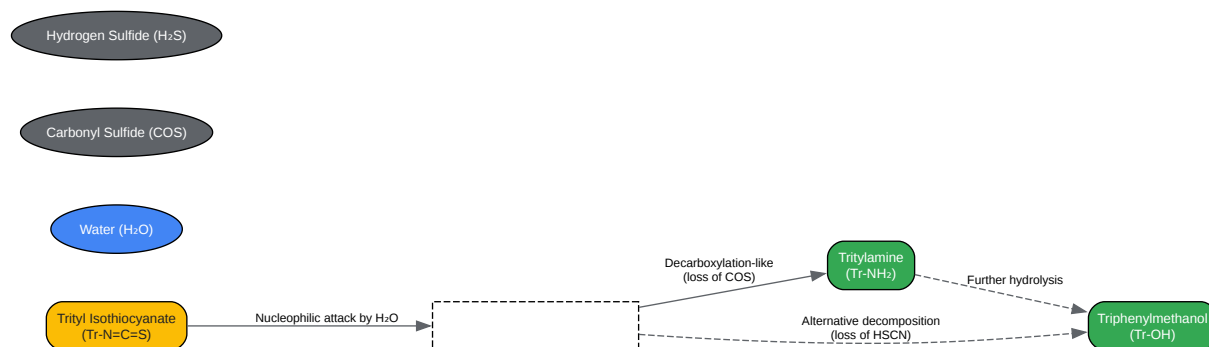 Hydrogen Sulfide (H₂S)
Carbonyl Sulfide (COS)
Water (H₂O)
Trityl Isothiocyanate
(Tr-N=C=S)
Nucleophilic attack by H₂O
Decarboxylation-like
(loss of COS)
Tritylamine
(Tr-NH₂)
Further hydrolysis
Alternative decomposition
(loss of HSCN)
Triphenylmethanol
(Tr-OH)